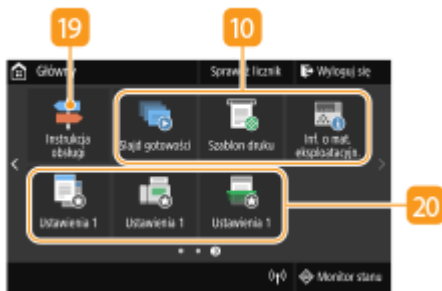 19
10
Główny
Sprawdź licznik
Wyloguj się
Instrukcja
obsługi
Slajd gotowości
Szablon druku
Inf. o mat.
eksploatacyjn.
Ustawienia 1
Ustawienia 1
Ustawienia 1
20
Monitor stanu